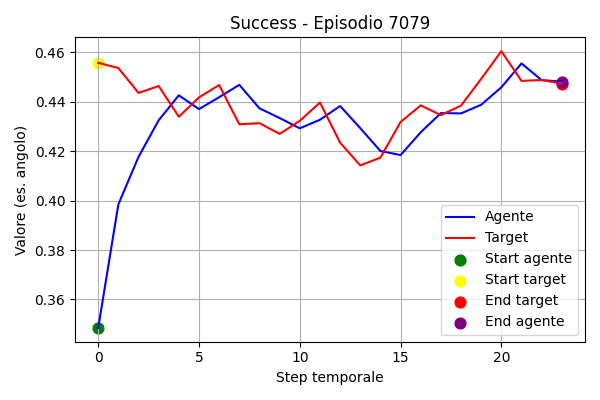 Success - Episodio 7079
Valore (es. angolo)
0.46
0.44
0.42
0.40
0.38
0.36
0
5
10
15
20
Step temporale
Agente
Target
Start agente
Start target
End target
End agente